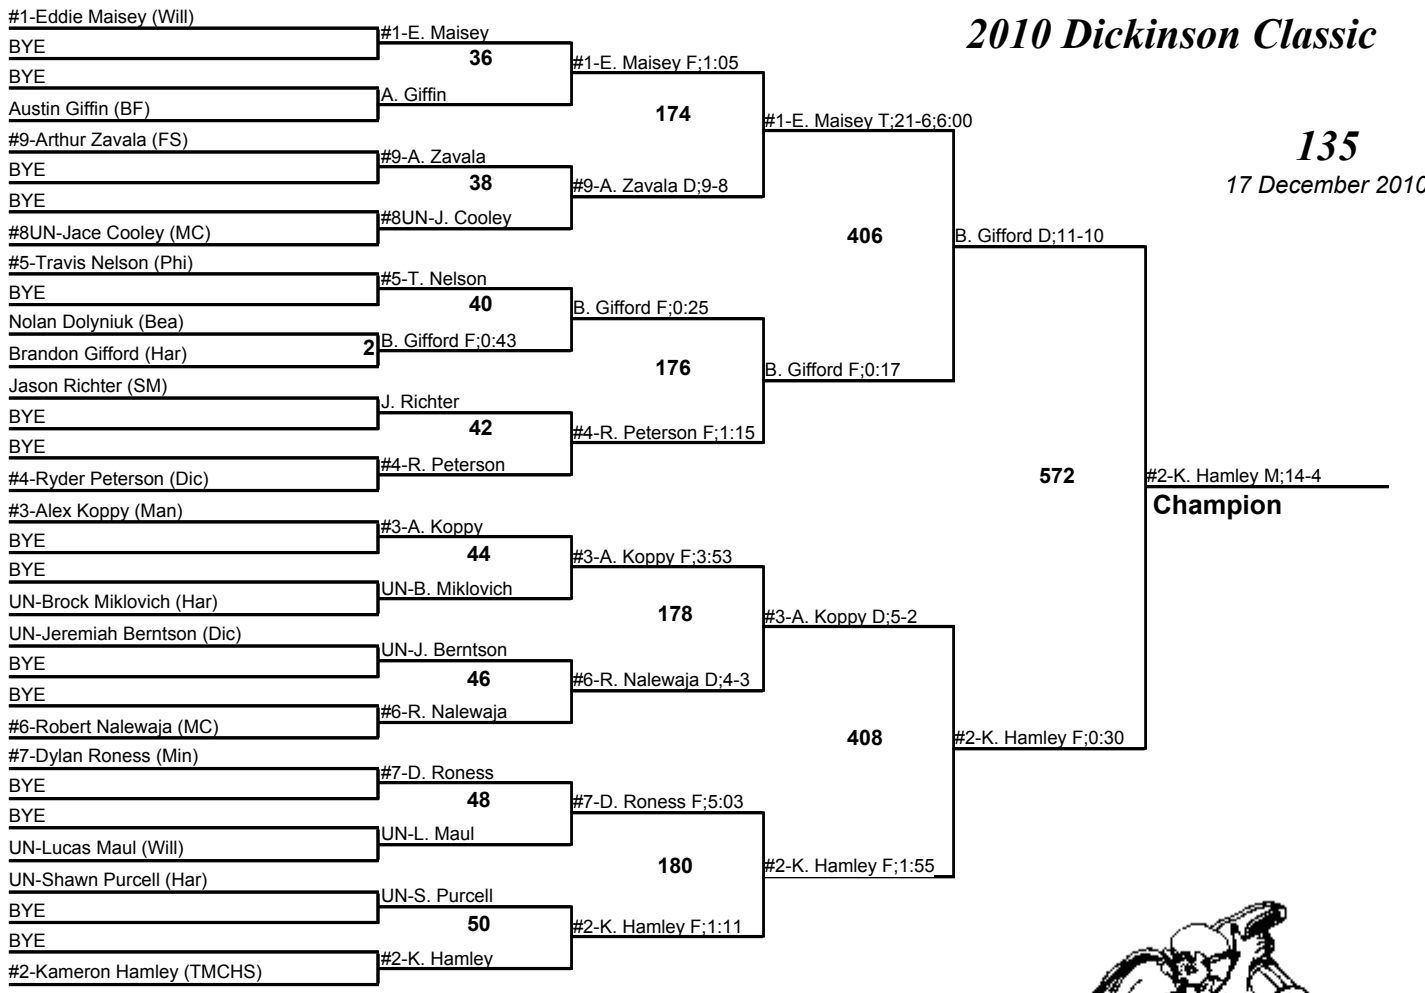 2010 Dickinson Classic
135
17 December 2010
#1-Eddie Maisey (Will)
BYE
BYE
Austin Giffin (BF)
#9-Arthur Zavala (FS)
BYE
BYE
#8UN-Jace Cooley (MC)
#5-Travis Nelson (Phi)
BYE
Nolan Dolyniuk (Bea)
Brandon Gifford (Har)
Jason Richter (SM)
BYE
BYE
#4-Ryder Peterson (Dic)
#3-Alex Koppy (Man)
BYE
BYE
UN-Brock Miklovich (Har)
UN-Jeremiah Berntson (Dic)
BYE
BYE
#6-Robert Nalewaja (MC)
#7-Dylan Roness (Min)
BYE
BYE
UN-Lucas Maul (Will)
UN-Shawn Purcell (Har)
BYE
BYE
#2-Kameron Hamley (TMCHS)
#1-E. Maisey
36
A. Giffin
#9-A. Zavala
38
#8UN-J. Cooley
#5-T. Nelson
40
2
B. Gifford F;0:43
J. Richter
42
#4-R. Peterson
#3-A. Koppy
44
UN-B. Miklovich
UN-J. Berntson
46
#6-R. Nalewaja
#7-D. Roness
48
UN-L. Maul
UN-S. Purcell
50
#2-K. Hamley
#1-E. Maisey F;1:05
174
#9-A. Zavala D;9-8
B. Gifford F;0:25
176
#4-R. Peterson F;1:15
#3-A. Koppy F;3:53
178
#6-R. Nalewaja D;4-3
#7-D. Roness F;5:03
180
#2-K. Hamley F;1:11
#1-E. Maisey T;21-6;6:00
406
B. Gifford F;0:17
#3-A. Koppy D;5-2
408
#2-K. Hamley F;1:55
B. Gifford D;11-10
572
#2-K. Hamley F;0:30
#2-K. Hamley M;14-4
Champion